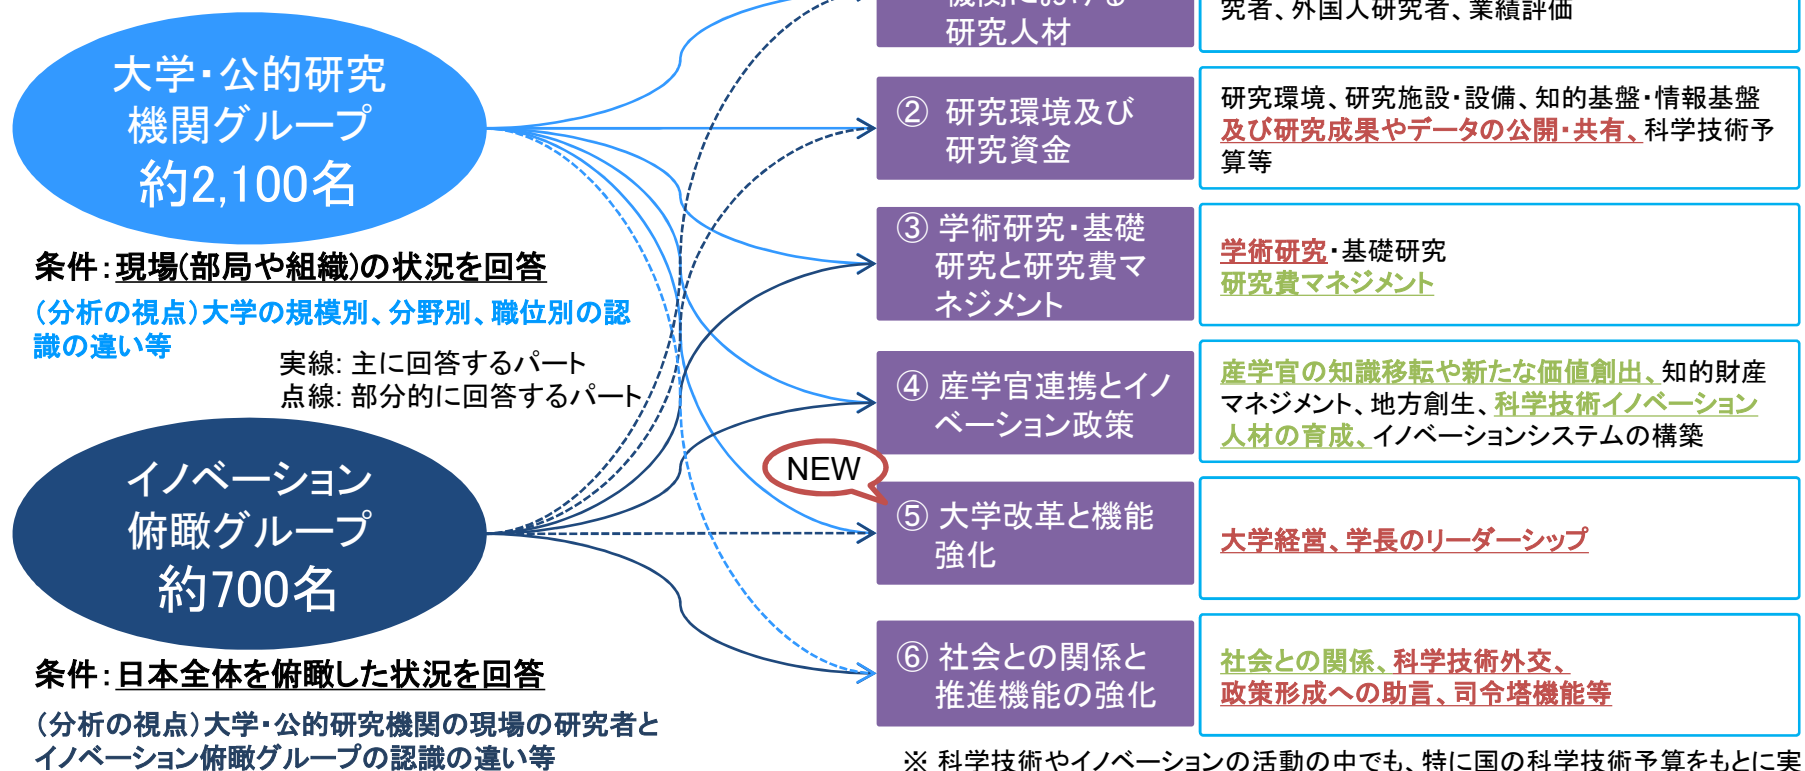 大学・公的研究
機関グループ
約2,100名
条件：現場(部局や組織)の状況を回答
（分析の視点）大学の規模別、分野別、職位別の認
識の違い等
実線: 主に回答するパート
点線: 部分的に回答するパート
イノベーション
俯瞰グループ
約700名
条件：日本全体を俯瞰した状況を回答
（分析の視点）大学・公的研究機関の現場の研究者と
イノベーション俯瞰グループの認識の違い等
機関における
研究人材
究者、外国人研究者、業績評価
② 研究環境及び
研究資金
研究環境、研究施設・設備、知的基盤・情報基盤
及び研究成果やデータの公開・共有、科学技術予
算等
③ 学術研究・基礎
研究と研究費マ
ネジメント
学術研究・基礎研究
研究費マネジメント
④ 産学官連携とイノ
ベーション政策
産学官の知識移転や新たな価値創出、知的財産
マネジメント、地方創生、科学技術イノベーション
人材の育成、イノベーションシステムの構築
NEW
⑤ 大学改革と機能
強化
大学経営、学長のリーダーシップ
⑥ 社会との関係と
推進機能の強化
社会との関係、科学技術外交、
政策形成への助言、司令塔機能等
※ 科学技術やイノベーションの活動の中でも、特に国の科学技術予算をもとに実